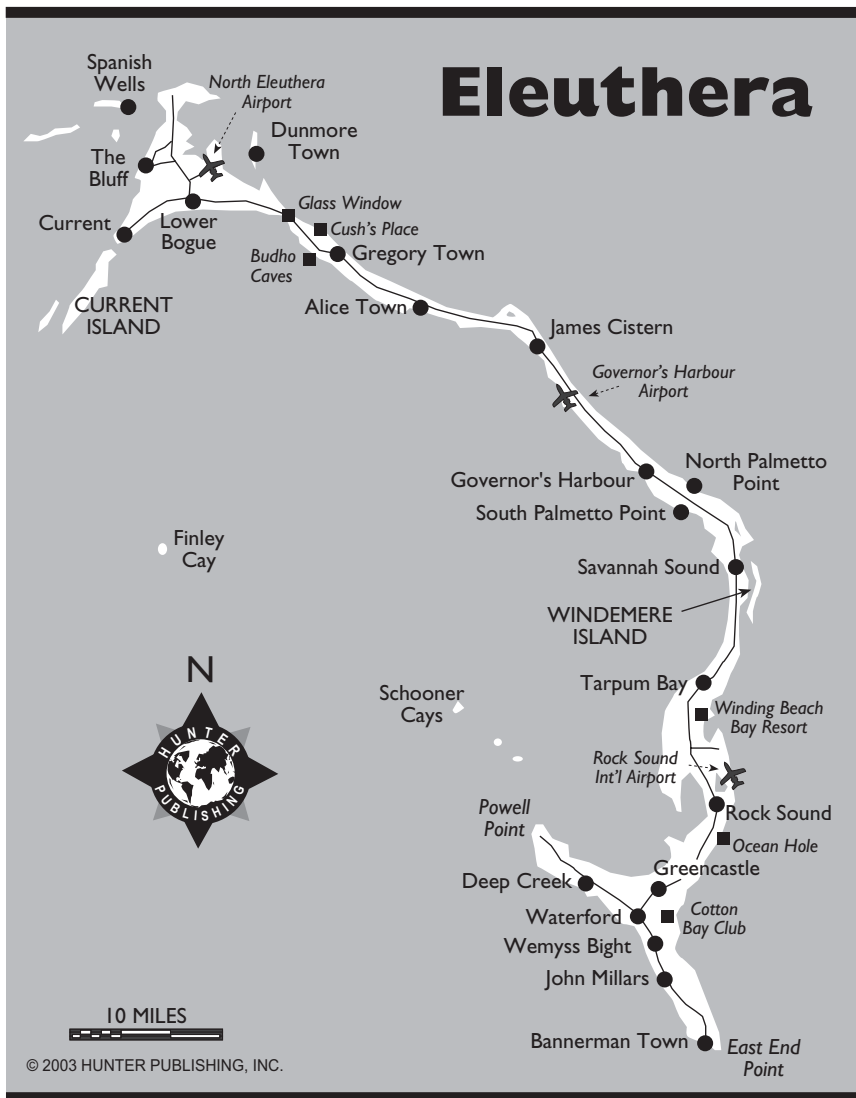 Eleuthera
Spanish
Wells
North Eleuthera
Airport
Dunmore
Town
The
Bluff
Glass Window
Current
Lower
Bogue
Cush's Place
Budho
Caves
Gregory Town
CURRENT
ISLAND
Alice Town
James Cistern
Governor's Harbour
Airport
North Palmetto
Point
Governor's Harbour
South Palmetto Point
Finley
Cay
Savannah Sound
WINDEMERE
ISLAND
N
Tarpum Bay
Schooner
Cays
Winding Beach
Bay Resort
HUNTER
PUBLISHING
Rock Sound
Int'l Airport
Powell
Point
Rock Sound
Ocean Hole
Greencastle
Deep Creek
Waterford
Cotton
Bay Club
Wemyss Bight
John Millars
10 MILES
Bannerman Town
East End
Point
© 2003 HUNTER PUBLISHING, INC.